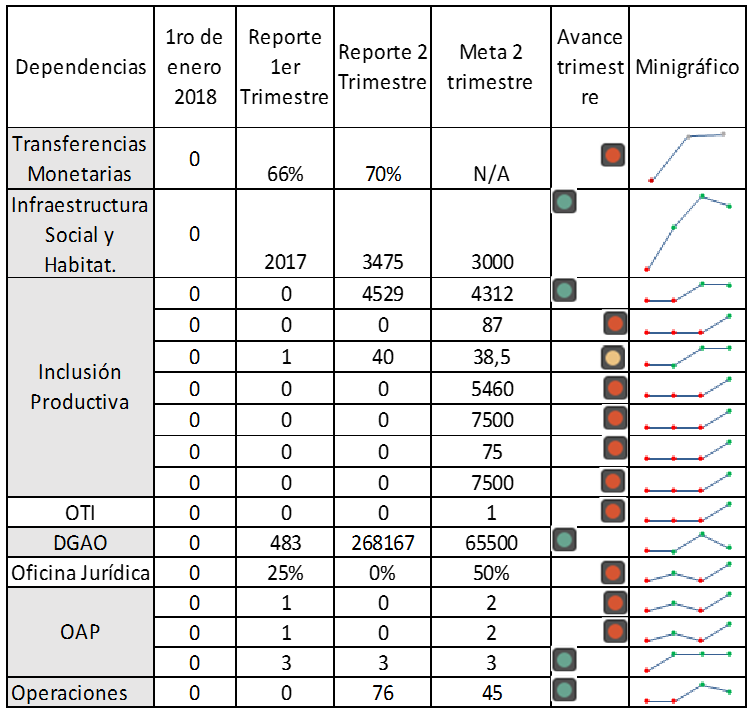 Dependencias 1ro de enero 2018 Reporte 1er Trimestre Reporte 2 Trimestre Meta 2 trimestre Avance trimest re Minigráfico
Transferencias Monetarias 0 66% 70% N/A
Infraestructura Social y Habitat. 0 2017 3475 3000
Inclusión Productiva 0 0 4529 4312
0 0 0 87
0 1 40 38,5
0 0 0 5460
0 0 0 7500
0 0 0 75
0 0 0 7500
OTI 0 0 0 1
DGAO 0 483 268167 65500
Oficina Jurídica 0 25% 0% 50%
OAP 0 1 0 2
0 1 0 2
0 3 3 3
Operaciones 0 0 76 45